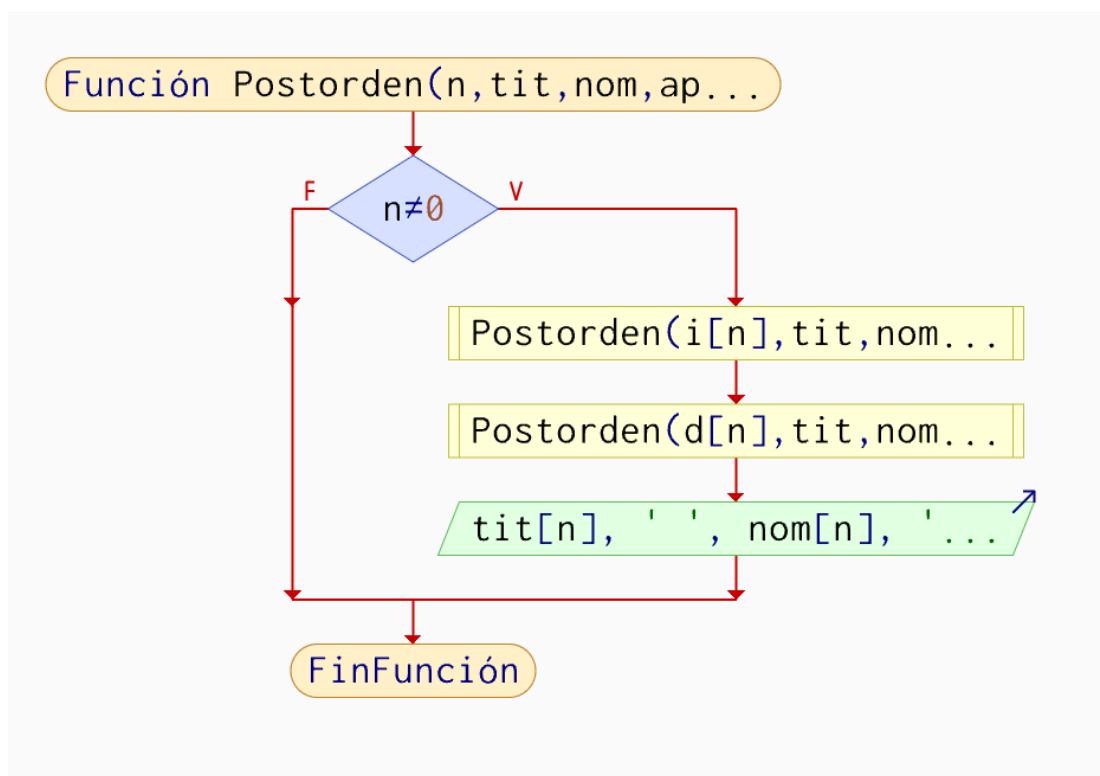 Función Postorden(n,tit,nom,ap...
F
V
n≠0
Postorden(i[n],tit,nom...
Postorden(d[n],tit,nom...
tit[n], ' ', nom[n], '...
FinFunción